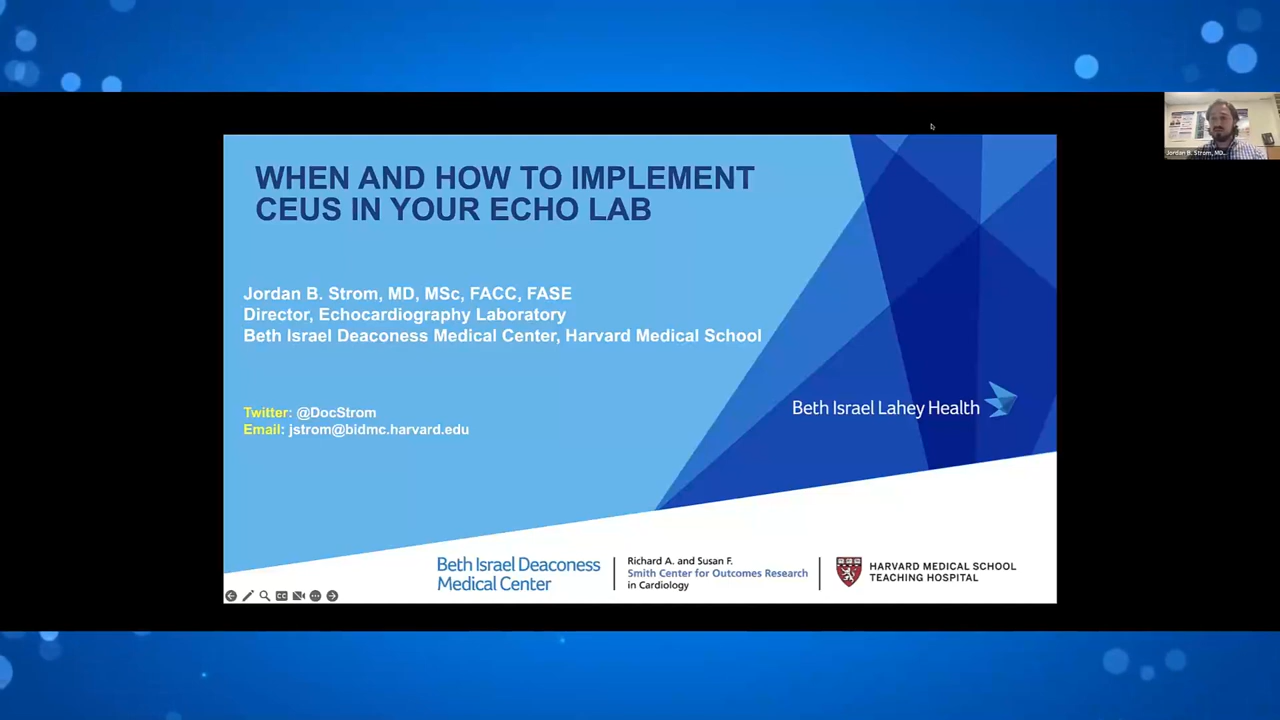 WHEN AND HOW TO IMPLEMENT
CEUS IN YOUR ECHO LAB
Jordan B. Strom, MD, MSc, FACC, FASE
Director, Echocardiography Laboratory
Beth Israel Deaconess Medical Center, Harvard Medical School
Twitter: @DocStrom
Email: jstrom@bidmc.harvard.edu
Beth Israel Lahey Health
Beth Israel Deaconess
Medical Center
Richard A. and Susan F.
Smith Center for Outcomes Research
in Cardiology
HARVARD MEDICAL SCHOOL
TEACHING HOSPITAL
Jordan B. Strom, MD...